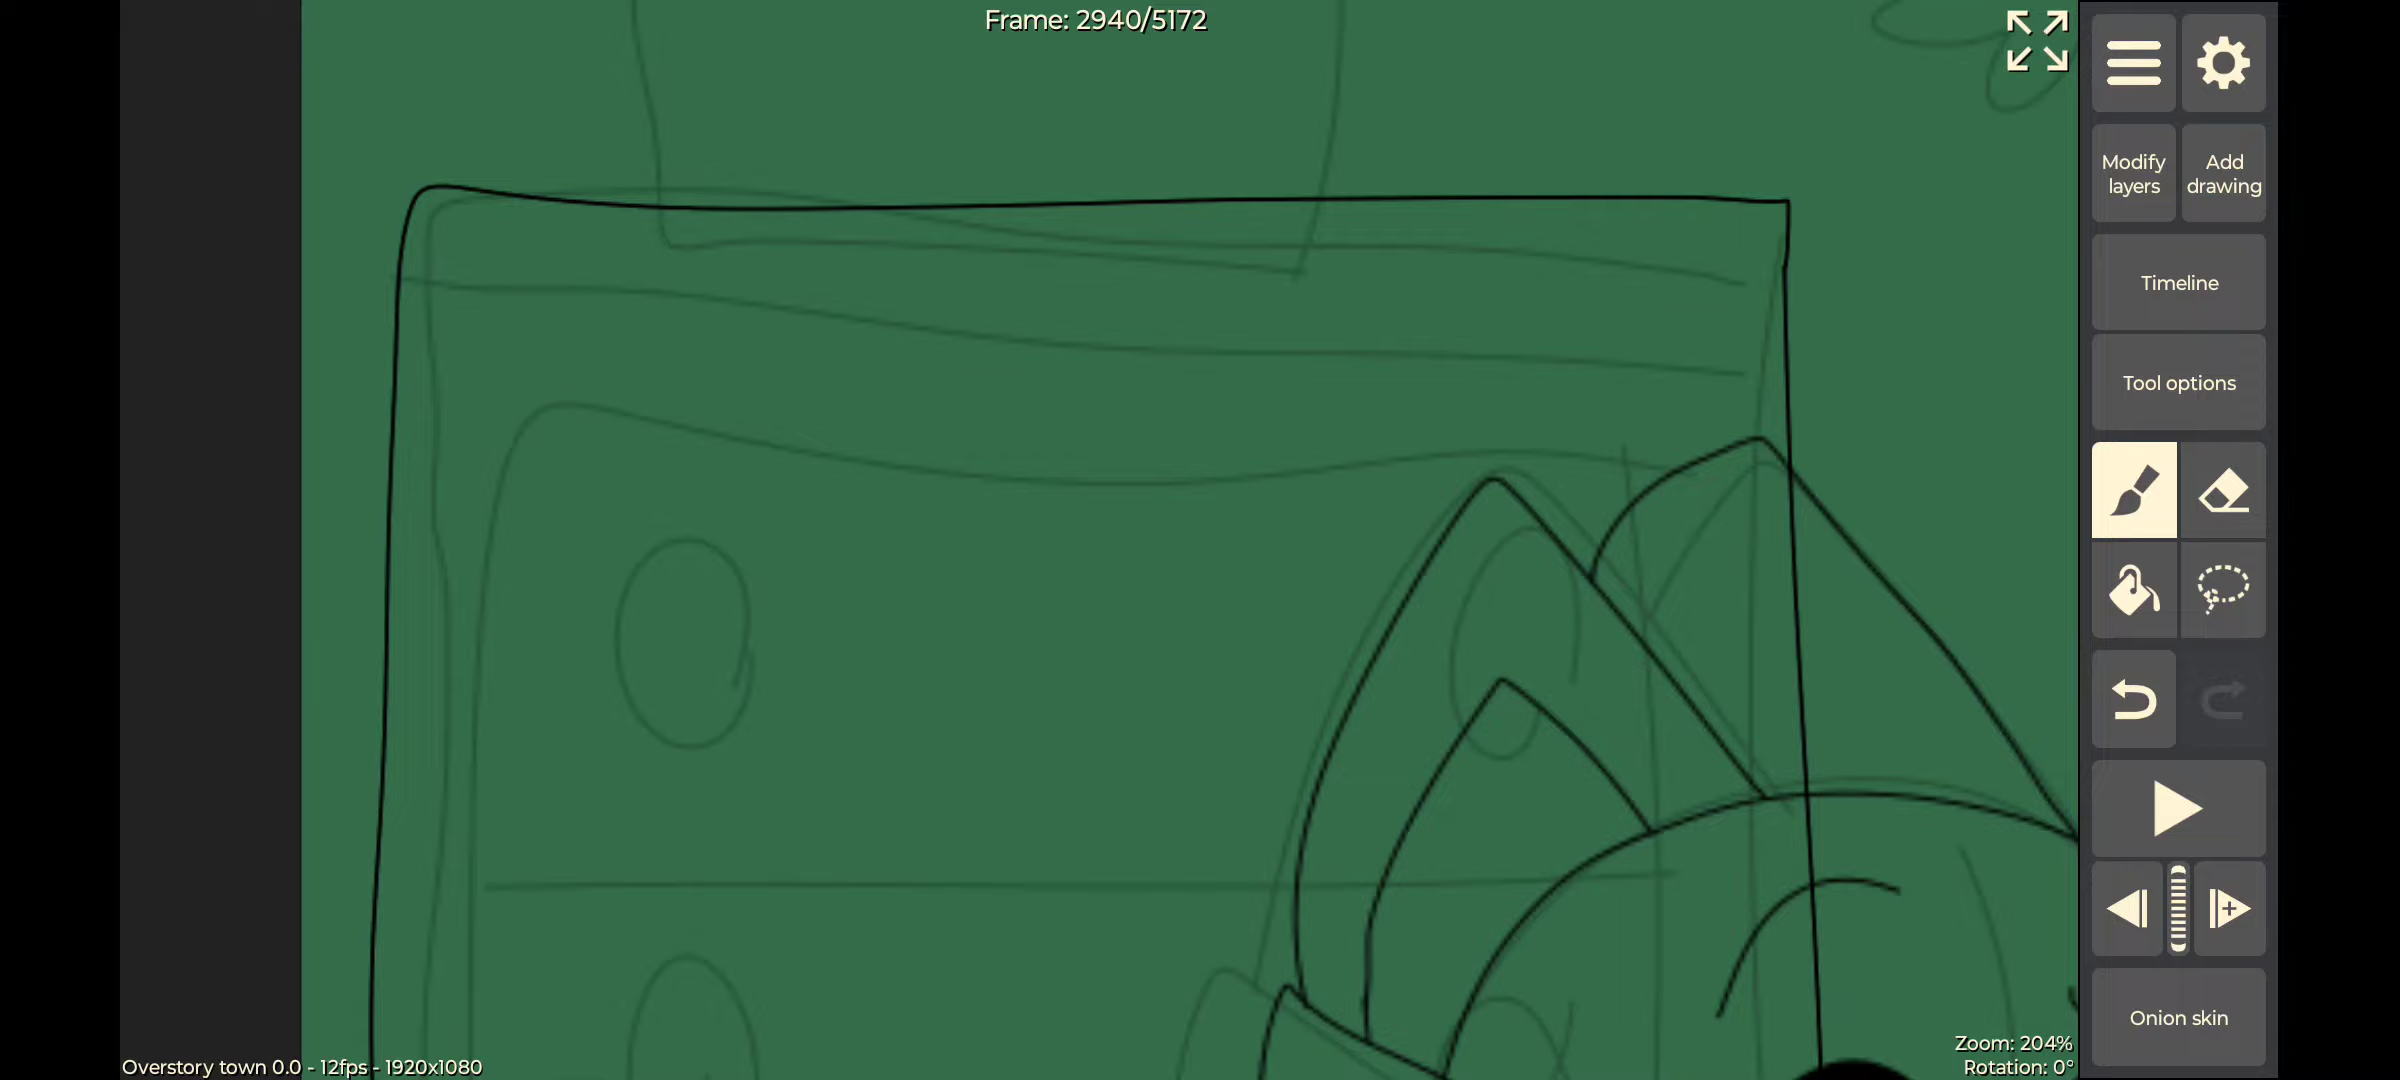 Frame: 2940/5172
Modify layers
Add drawing
Timeline
Tool options
Onion skin
Zoom: 204%
Rotation: 0°
Overstory town 0.0 - 12fps - 1920x1080